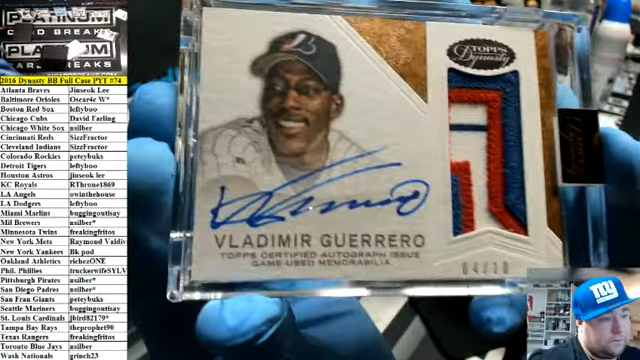 PLATINUM
CARD BREAKS
PLATINUM
CARD BREAKS
2016 Dynasty BB Full Case PYT #74
Atlanta Braves Jinseok Lee
Baltimore Orioles Oscar4e W*
Boston Red Sox leftyboo
Chicago Cubs David Farling
Chicago White Sox nsilber
Cincinnati Reds SizzFractor
Cleveland Indians SizzFractor
Colorado Rockies peteybuks
Detroit Tigers leftyboo
Houston Astros jinseok lee
KC Royals RThrone1869
LA Angels owinthehouse
LA Dodgers leftyboo
Miami Marlins huggingoutisay
Mil Brewers nsilber*
Minnesota Twins freakingfritos
New York Mets Raymond Valdiv
New York Yankees Bk pod
Oakland Athletics richezONE
Phil. Phillies truckerwifeSYLV
Pittsburgh Pirates nsilber*
San Diego Padres nsilber*
San Fran Giants peteybuks
Seattle Mariners huggingoutisay
St. Louis Cardinals jbird82179*
Tampa Bay Rays theprophet90
Texas Rangers freakingfritos
Toronto Blue Jays nsilber
Wash Nationals grinch23
TOPPS
Dynasty
VLADIMIR GUERRERO
TOPPS CERTIFIED AUTOGRAPH ISSUE
GAME-USED MEMORABILIA
04/10
NY